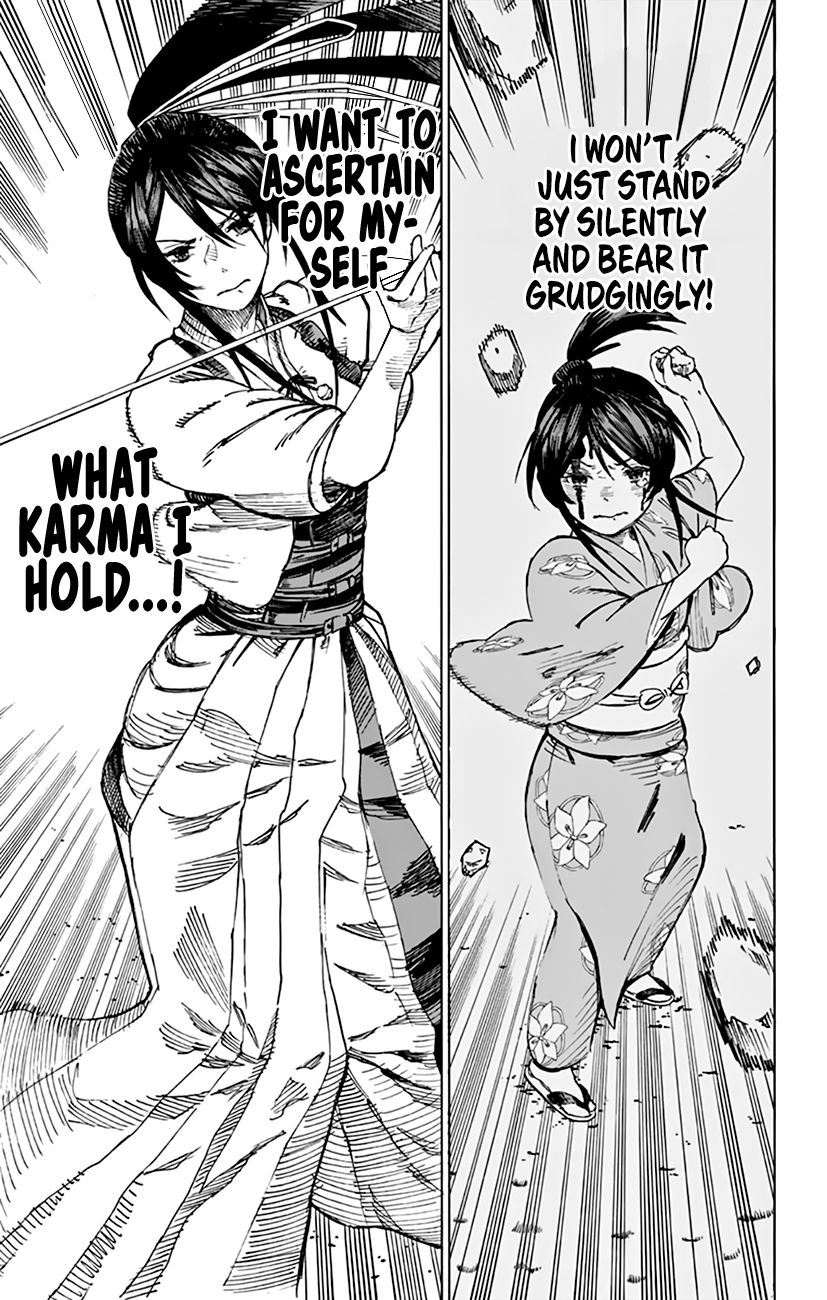 I WON'T
JUST STAND
BY SILENTLY
AND BEAR IT
GRUDGINGLY!
I WANT TO
ASCERTAIN
FOR MY-
SELF
WHAT
KARMA I
HOLD...!